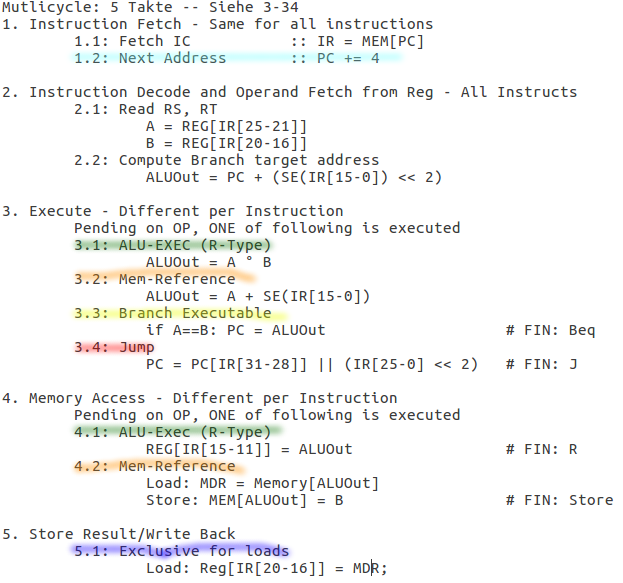 Mutlicycle: 5 Takte -- Siehe 3-34
1. Instruction Fetch - Same for all instructions
1.1: Fetch IC :: IR = MEM[PC]
1.2: Next Address :: PC += 4
2. Instruction Decode and Operand Fetch from Reg - All Instructs
2.1: Read RS, RT
A = REG[IR[25-21]]
B = REG[IR[20-16]]
2.2: Compute Branch target address
ALUOut = PC + (SE(IR[15-0]) << 2)
3. Execute - Different per Instruction
Pending on OP, ONE of following is executed
3.1: ALU-EXEC (R-Type)
ALUOut = A ° B
3.2: Mem-Reference
ALUOut = A + SE(IR[15-0])
3.3: Branch Executable
if A==B: PC = ALUOut # FIN: Beq
3.4: Jump
PC = PC[IR[31-28]] || (IR[25-0] << 2) # FIN: J
4. Memory Access - Different per Instruction
Pending on OP, ONE of following is executed
4.1: ALU-Exec (R-Type)
REG[IR[15-11]] = ALUOut # FIN: R
4.2: Mem-Reference
Load: MDR = Memory[ALUOut]
Store: MEM[ALUOut] = B # FIN: Store
5. Store Result/Write Back
5.1: Exclusive for loads
Load: Reg[IR[20-16]] = MDR;